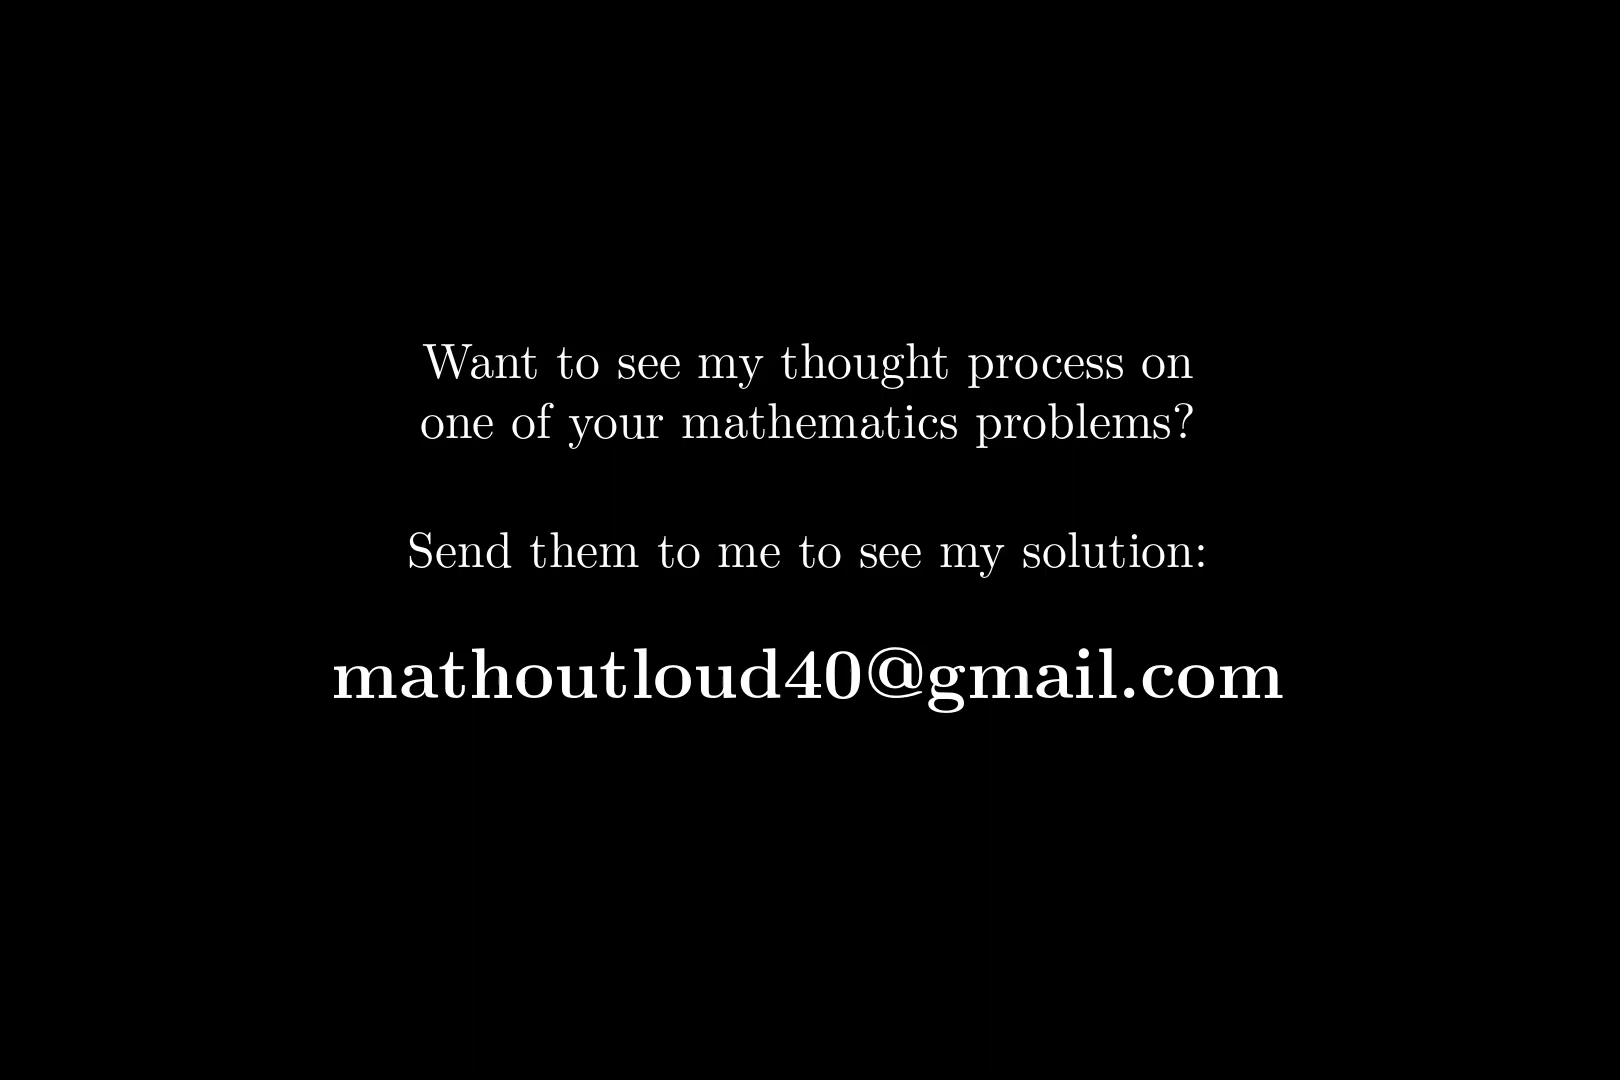 Want to see my thought process on
one of your mathematics problems?
Send them to me to see my solution:
mathoutloud40@gmail.com